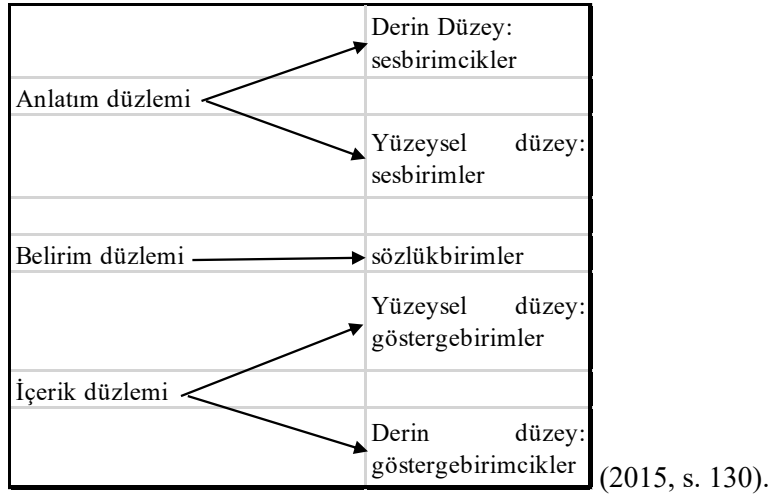 Derin Düzey:
sesbirimcikler
Anlatım düzlemi
Yüzeysel düzey:
sesbirimler
Belirim düzlemi
sözlükbirimler
Yüzeysel düzey:
göstergebirimler
İçerik düzlemi
Derin düzey:
göstergebirimcikler
(2015, s. 130).